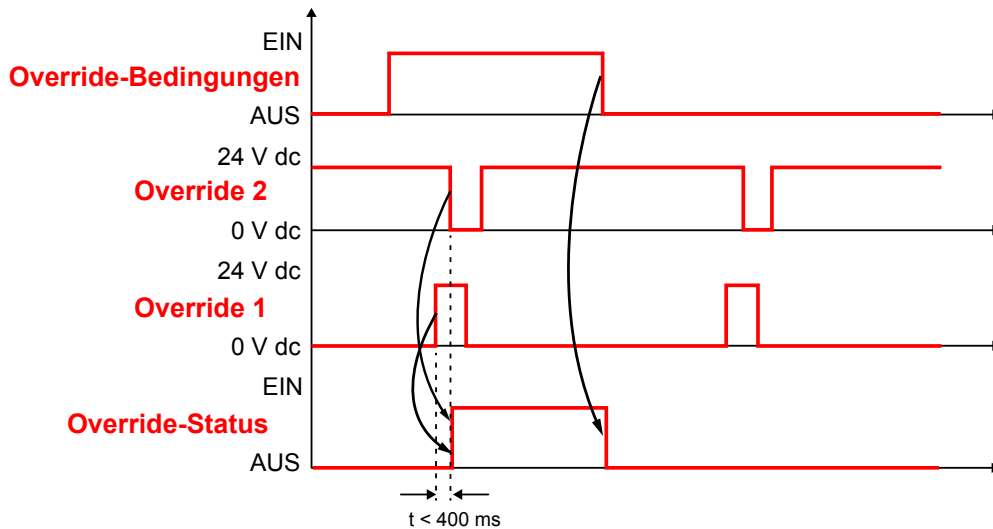 EIN
Override-Bedingungen
AUS
24 V dc
Override 2
0 V dc
24 V dc
Override 1
0 V dc
EIN
Override-Status
AUS
t < 400 ms